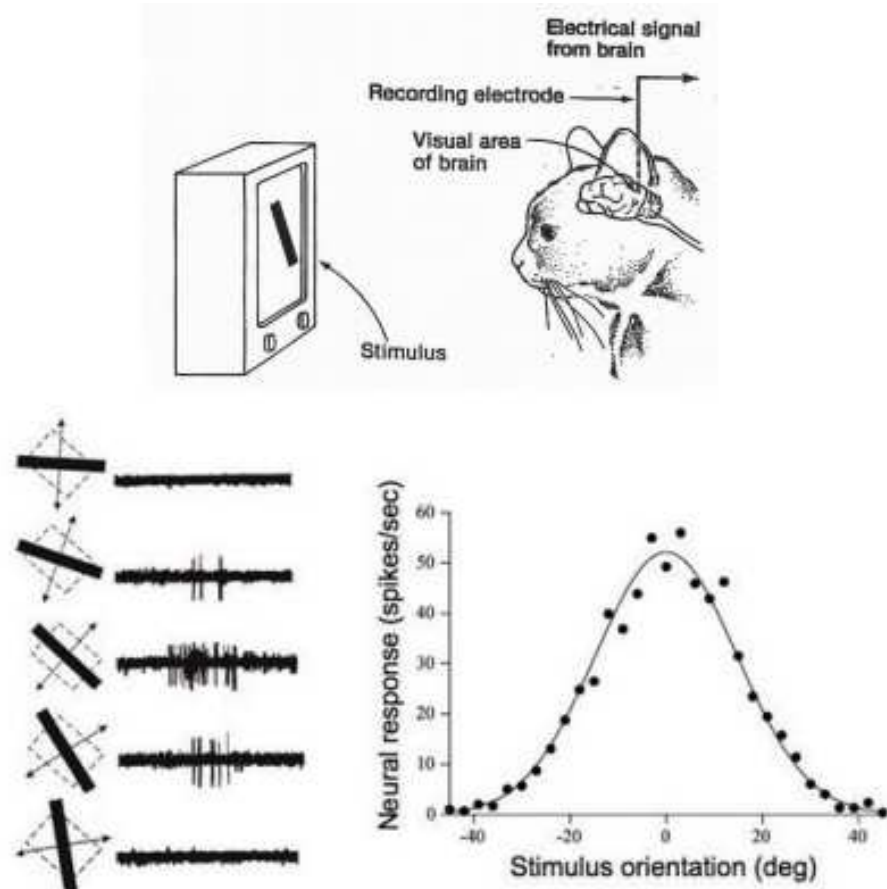 Electrical signal
from brain
Recording electrode
Visual area
of brain
Stimulus
Neural response (spikes/sec)
60
50
40
30
20
10
0
-40
-20
0
20
40
Stimulus orientation (deg)